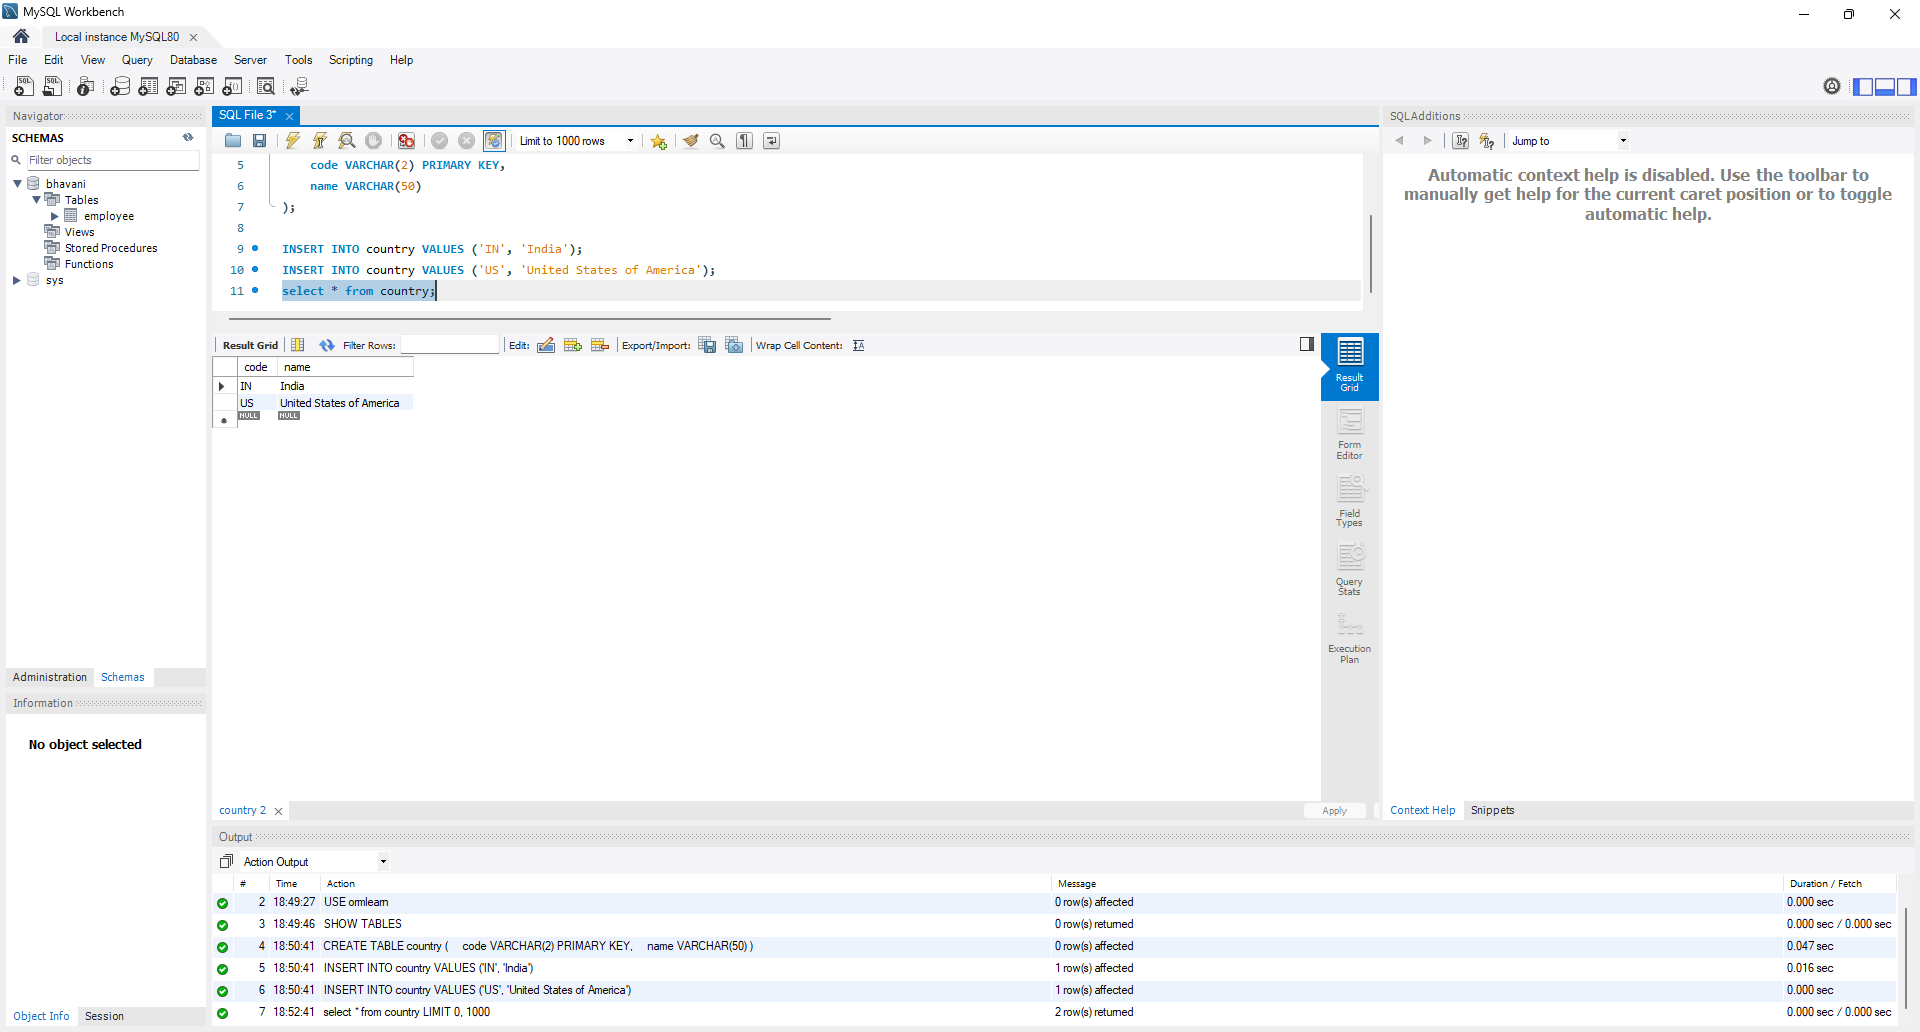 MySQL Workbench
Local instance MySQL80
File Edit View Query Database Server Tools Scripting Help
Navigator
SCHEMAS
Filter objects
bhavani
Tables
employee
Views
Stored Procedures
Functions
sys
Administration Schemas
Information
No object selected
Object Info Session
SQL File 3*
Limit to 1000 rows
5 code VARCHAR(2) PRIMARY KEY,
6 name VARCHAR(50)
7 );
8
9 INSERT INTO country VALUES ('IN', 'India');
10 INSERT INTO country VALUES ('US', 'United States of America');
11 select * from country;
Result Grid Filter Rows: Edit: Export/Import: Wrap Cell Content:
code name
IN India
US United States of America
NULL NULL
Result
Grid
Form
Editor
Field
Types
Query
Stats
Execution
Plan
country 2
Apply
SQLAdditions
Jump to
Automatic context help is disabled. Use the toolbar to
manually get help for the current caret position or to toggle
automatic help.
Context Help Snippets
Output
Action Output
# Time Action Message Duration / Fetch
2 18:49:27 USE ormlearn 0 row(s) affected 0.000 sec
3 18:49:46 SHOW TABLES 0 row(s) returned 0.000 sec / 0.000 sec
4 18:50:41 CREATE TABLE country ( code VARCHAR(2) PRIMARY KEY, name VARCHAR(50) ) 0 row(s) affected 0.047 sec
5 18:50:41 INSERT INTO country VALUES ('IN', 'India') 1 row(s) affected 0.016 sec
6 18:50:41 INSERT INTO country VALUES ('US', 'United States of America') 1 row(s) affected 0.000 sec
7 18:52:41 select * from country LIMIT 0, 1000 2 row(s) returned 0.000 sec / 0.000 sec